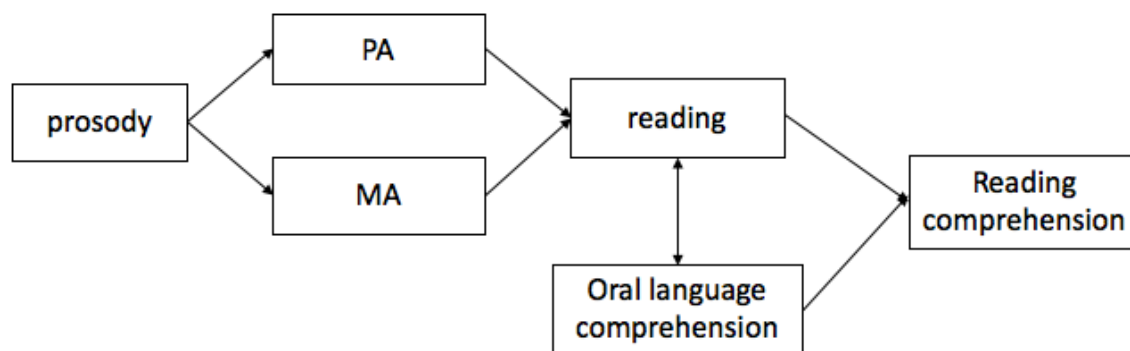 PA
prosody
reading
MA
Reading
comprehension
Oral language
comprehension